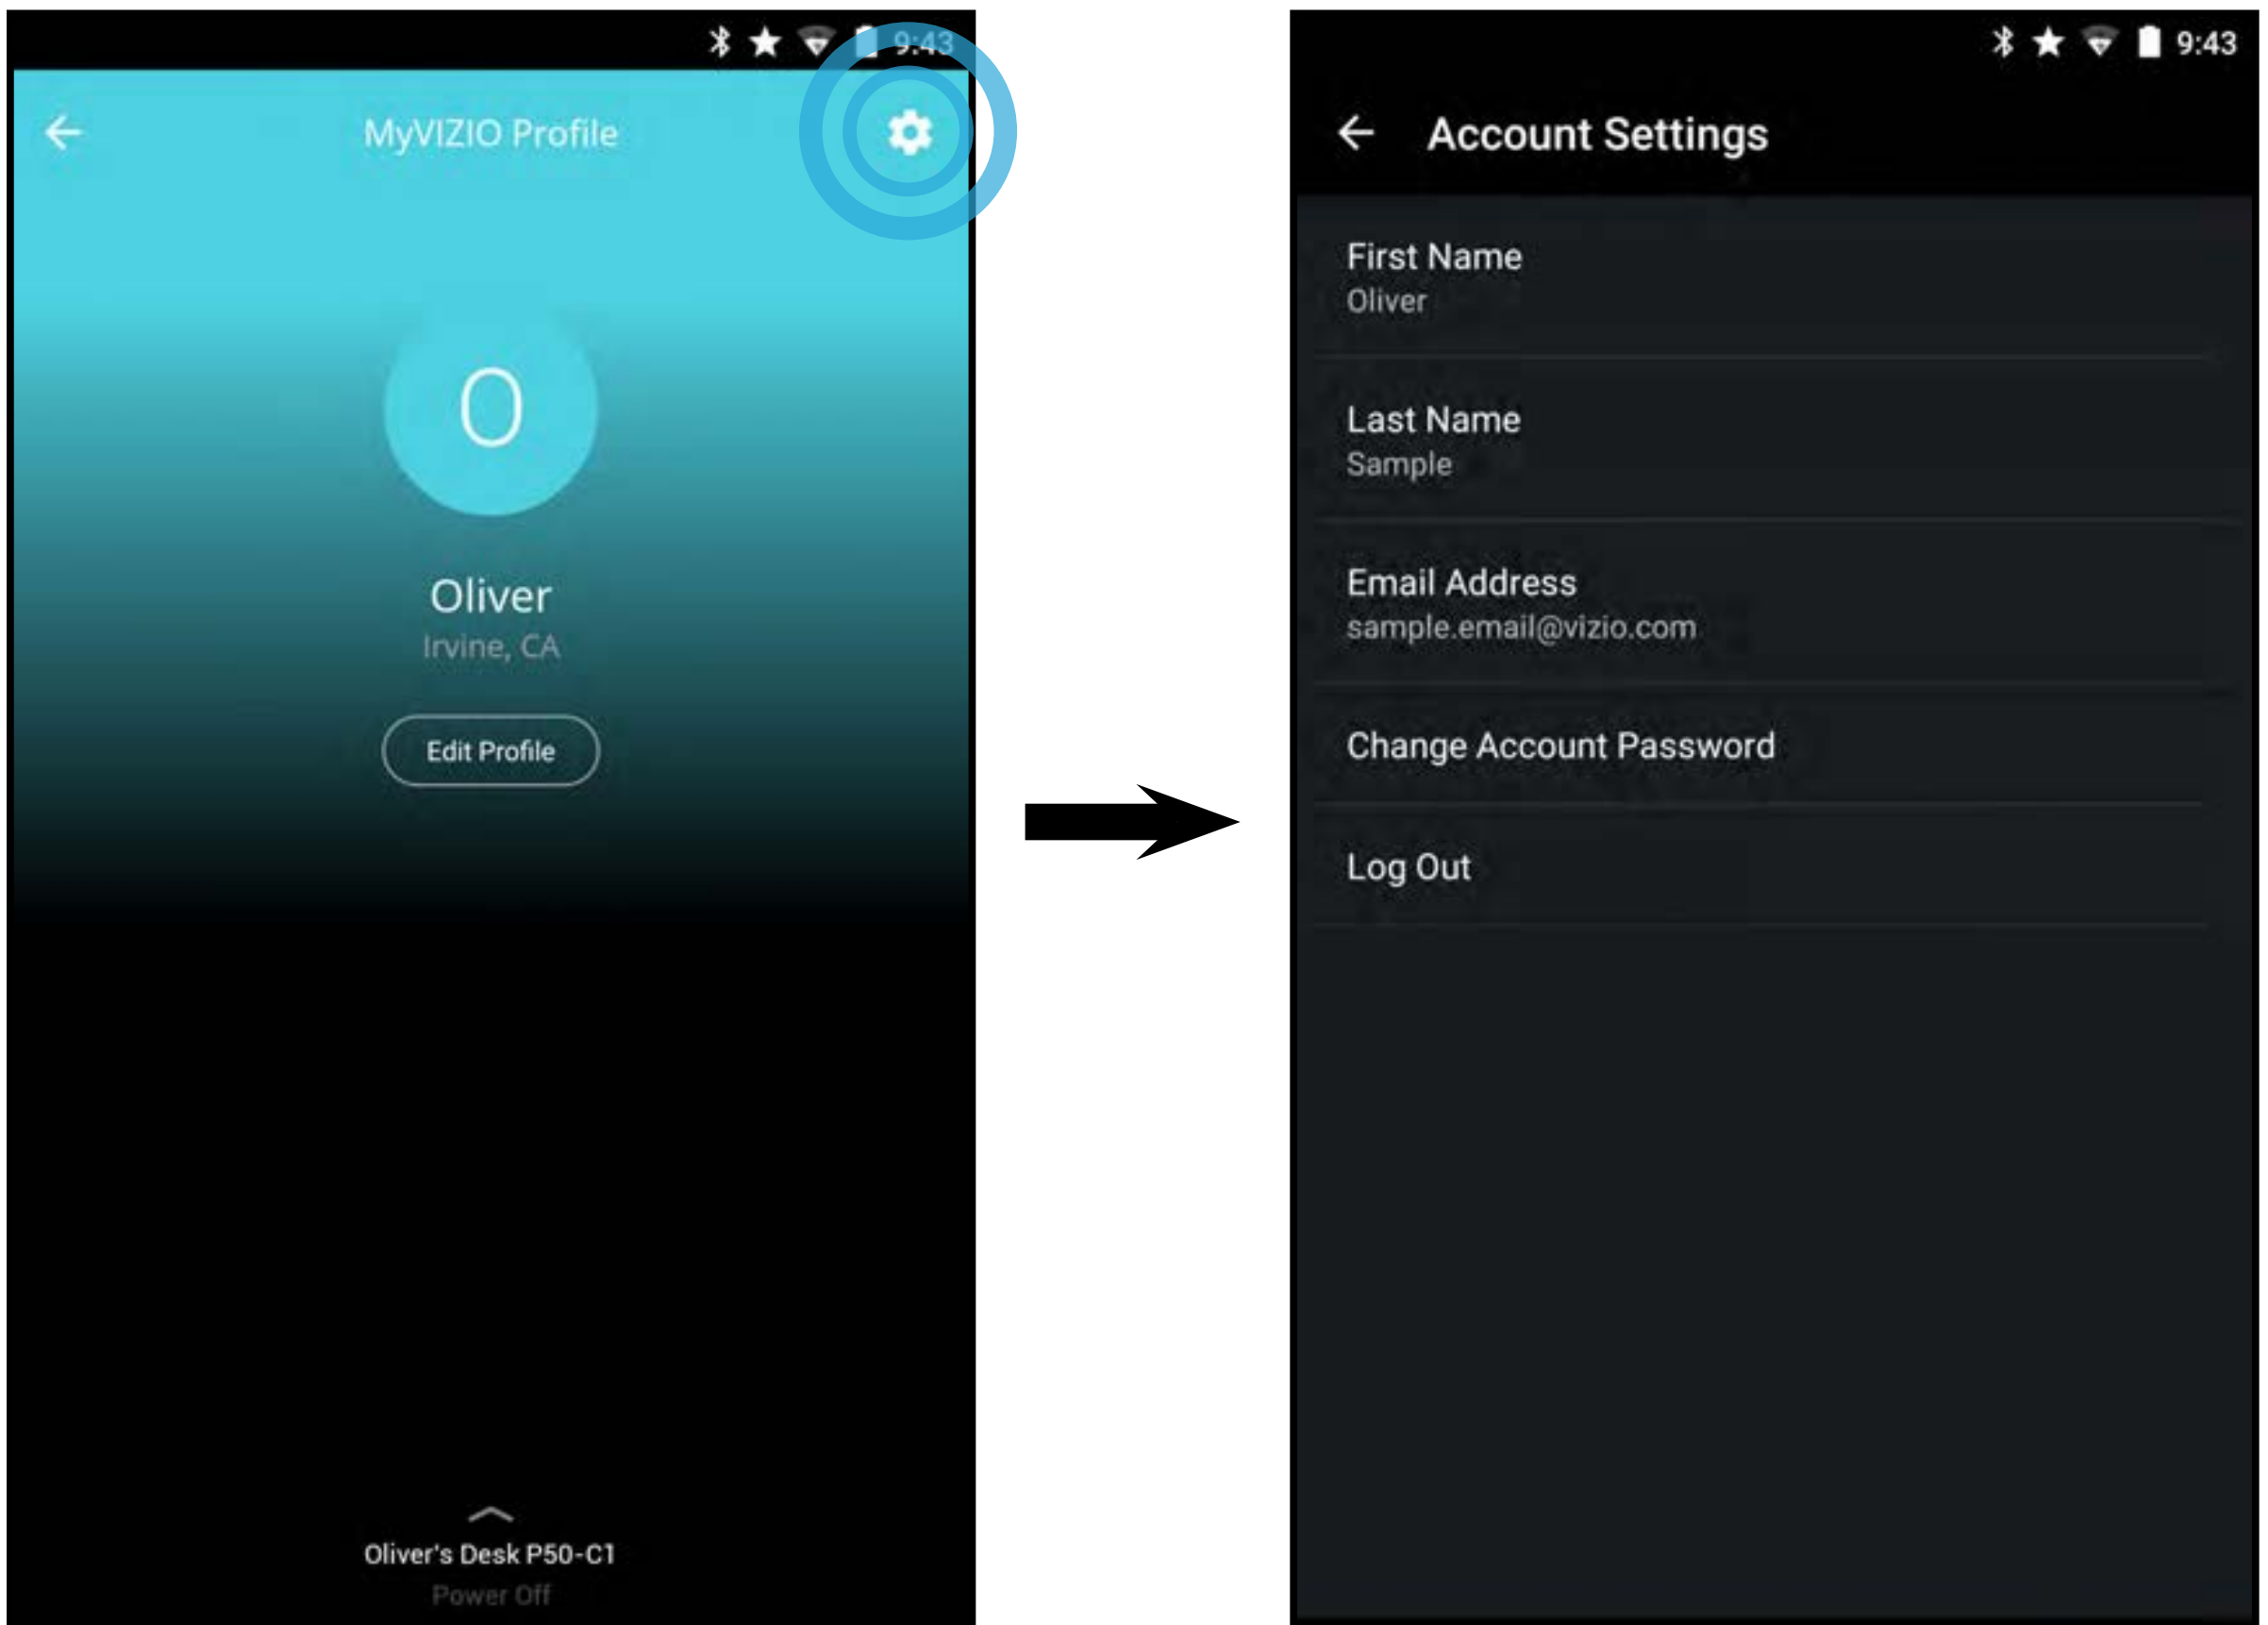 9:43
MyVIZIO Profile
O
Oliver
Irvine, CA
Edit Profile
Oliver's Desk P50-C1
Power Off
9:43
Account Settings
First Name
Oliver
Last Name
Sample
Email Address
sample.email@vizio.com
Change Account Password
Log Out